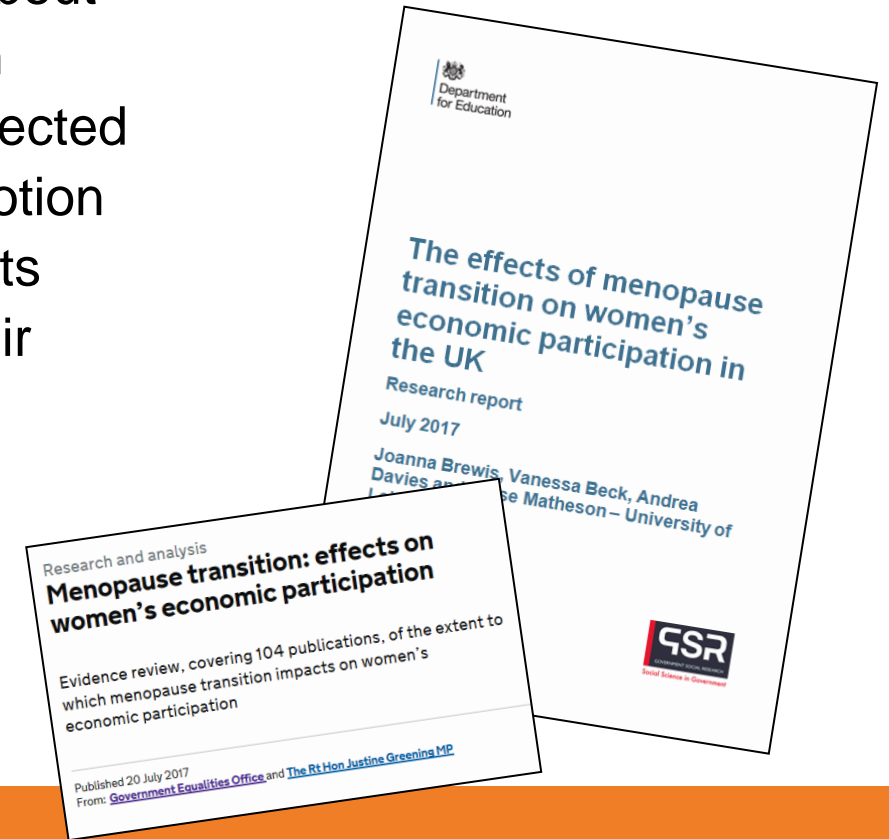 ected
ption
ts
ir
Department
for Education
The effects of menopause
transition on women's
economic participation in
the UK
Research report
July 2017
Joanna Brewis, Vanessa Beck, Andrea
Davies Matheson – University of
GSR
GOVERNMENT SOCIAL RESEARCH
Social Science in Government
Research and analysis
Menopause transition: effects on
women's economic participation
Evidence review, covering 104 publications, of the extent to
which menopause transition impacts on women's
economic participation
Published 20 July 2017
From: Government Equalities Office and The Rt Hon Justine Greening MP